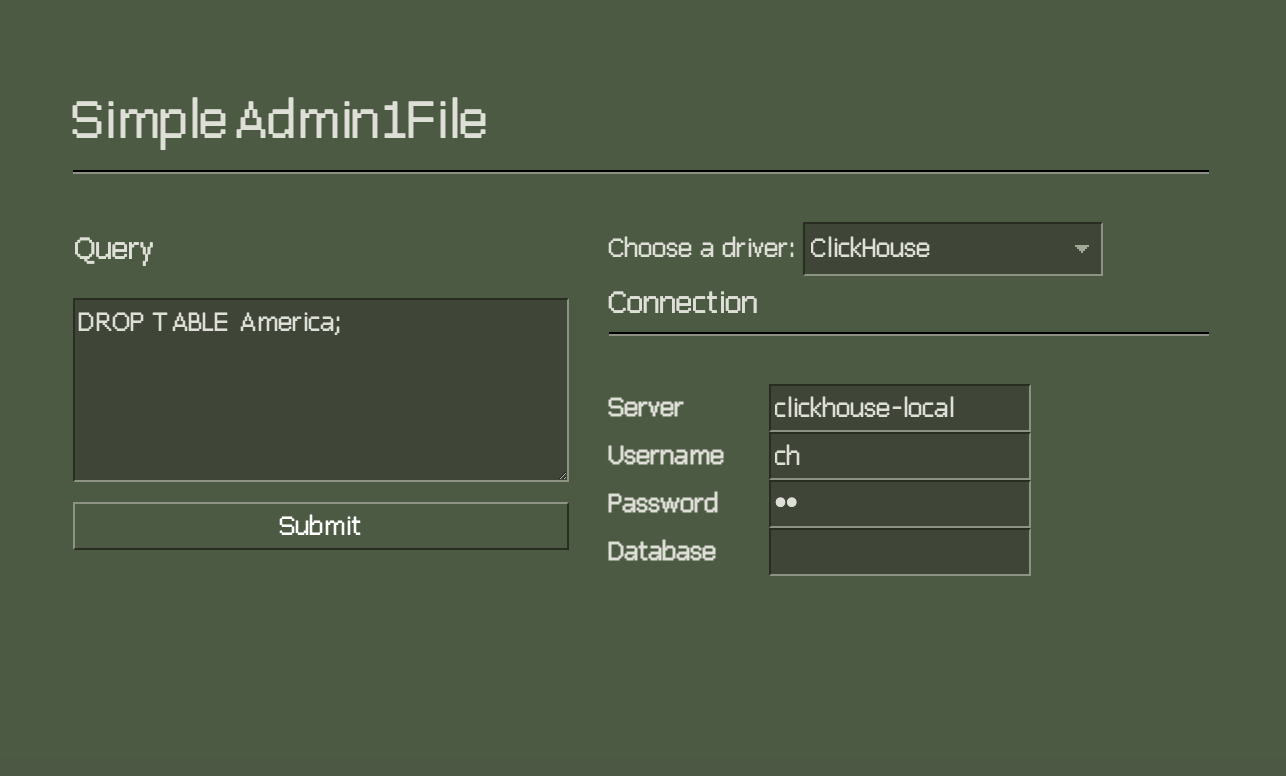 Simple Admin1File
Query
DROP TABLE America;
Submit
Choose a driver: ClickHouse
Connection
Server clickhouse-local
Username ch
Password ••
Database